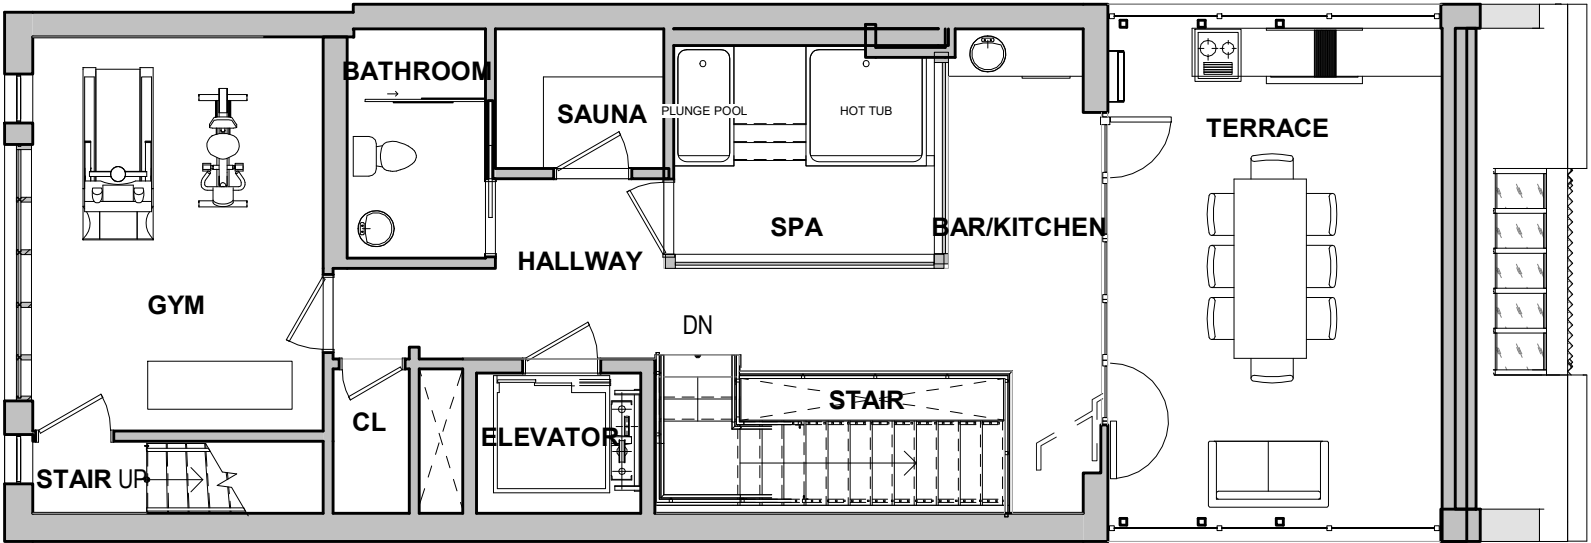 BATHROOM
SAUNA
PLUNGE POOL
HOT TUB
TERRACE
SPA
BAR/KITCHEN
HALLWAY
GYM
DN
STAIR
CL
ELEVATOR
STAIR UP